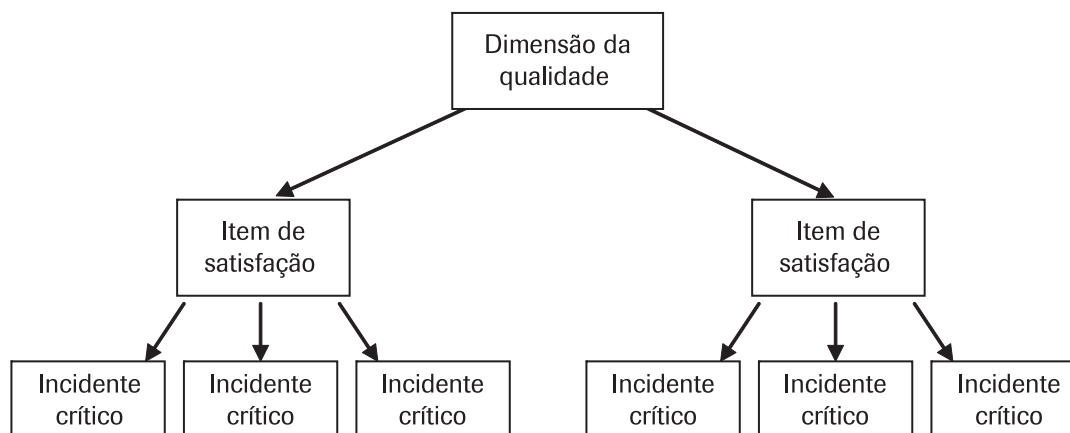 Dimensão da
qualidade
Item de
satisfação
Item de
satisfação
Incidente
crítico
Incidente
crítico
Incidente
crítico
Incidente
crítico
Incidente
crítico
Incidente
crítico